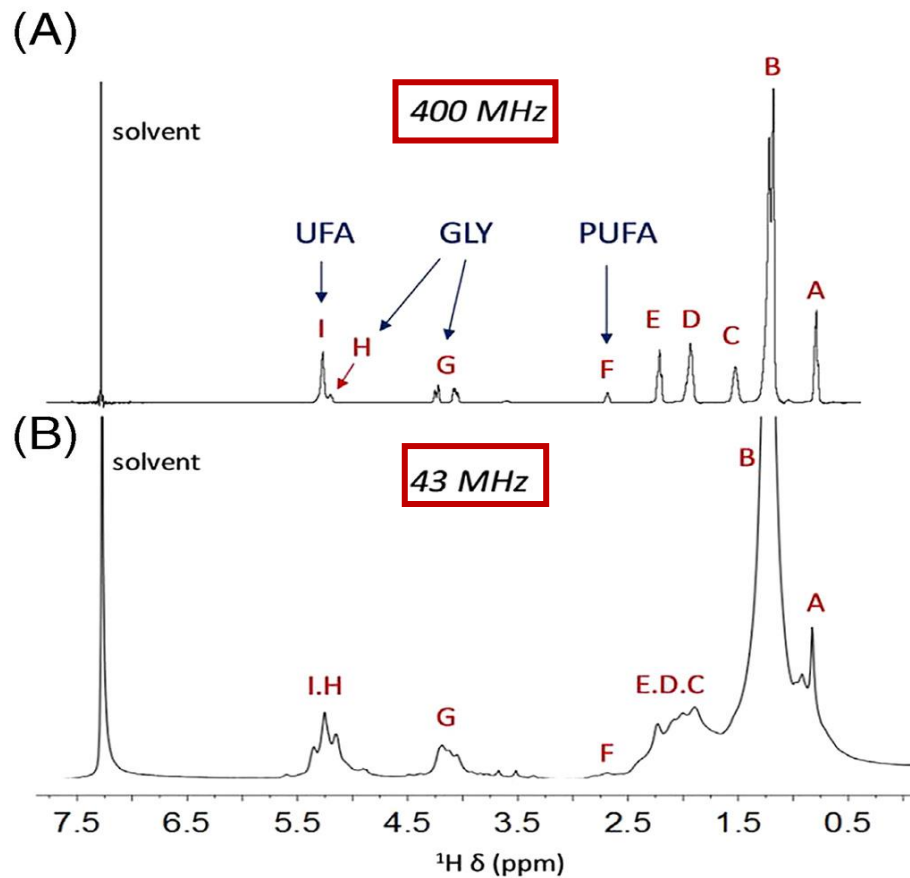 (A)
B
400 MHz
solvent
UFA GLY PUFA
A
I H G F E D C
(B)
solvent
43 MHz
B
A
I.H G F E.D.C
7.5 6.5 5.5 4.5 3.5 2.5 1.5 0.5
¹H δ (ppm)